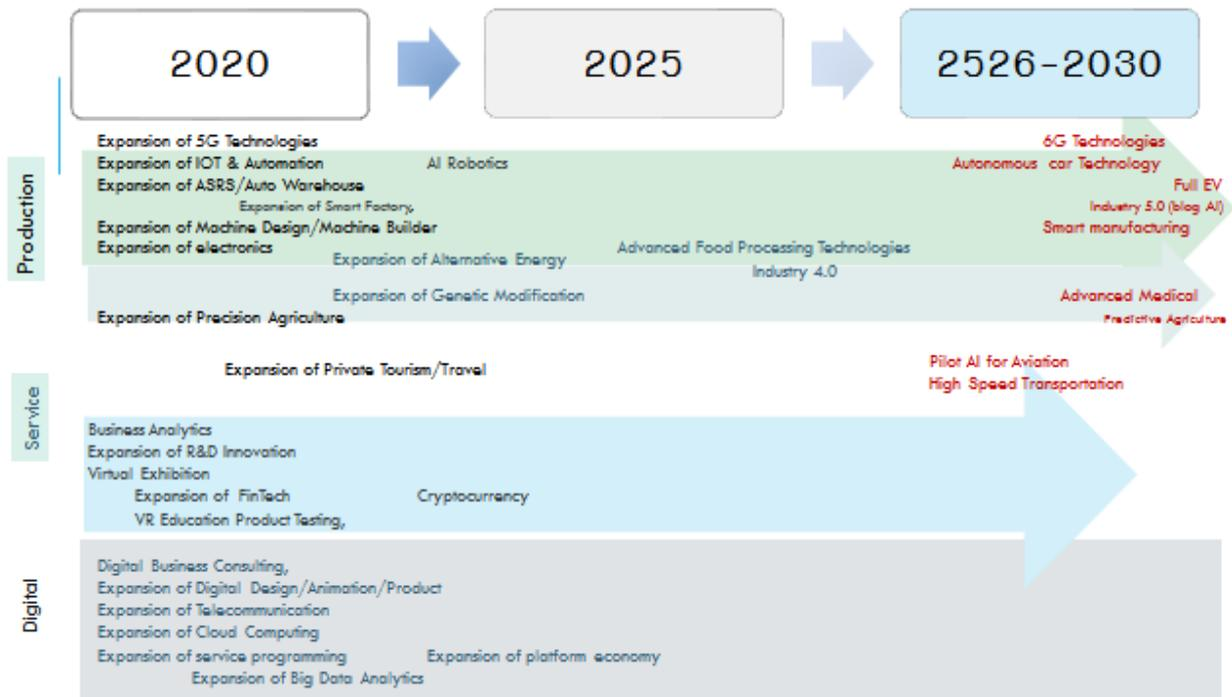 2020
2025
2526-2030
Production
Expansion of 5G Technologies
6G Technologies
Expansion of IOT & Automation
AI Robotics
Autonomous car Technology
Expansion of ASRS/Auto Warehouse
Full EV
Expansion of Smart Factory,
Industry 5.0 (blog AI)
Expansion of Machine Design/Machine Builder
Smart manufacturing
Expansion of electronics
Advanced Food Processing Technologies
Expansion of Alternative Energy
Industry 4.0
Expansion of Genetic Modification
Advanced Medical
Expansion of Precision Agriculture
Predictive Agriculture
Service
Expansion of Private Tourism/Travel
Pilot AI for Aviation
High Speed Transportation
Business Analytics
Expansion of R&D Innovation
Virtual Exhibition
Expansion of FinTech
Cryptocurrency
VR Education Product Testing,
Digital
Digital Business Consulting,
Expansion of Digital Design/Animation/Product
Expansion of Telecommunication
Expansion of Cloud Computing
Expansion of service programming
Expansion of platform economy
Expansion of Big Data Analytics